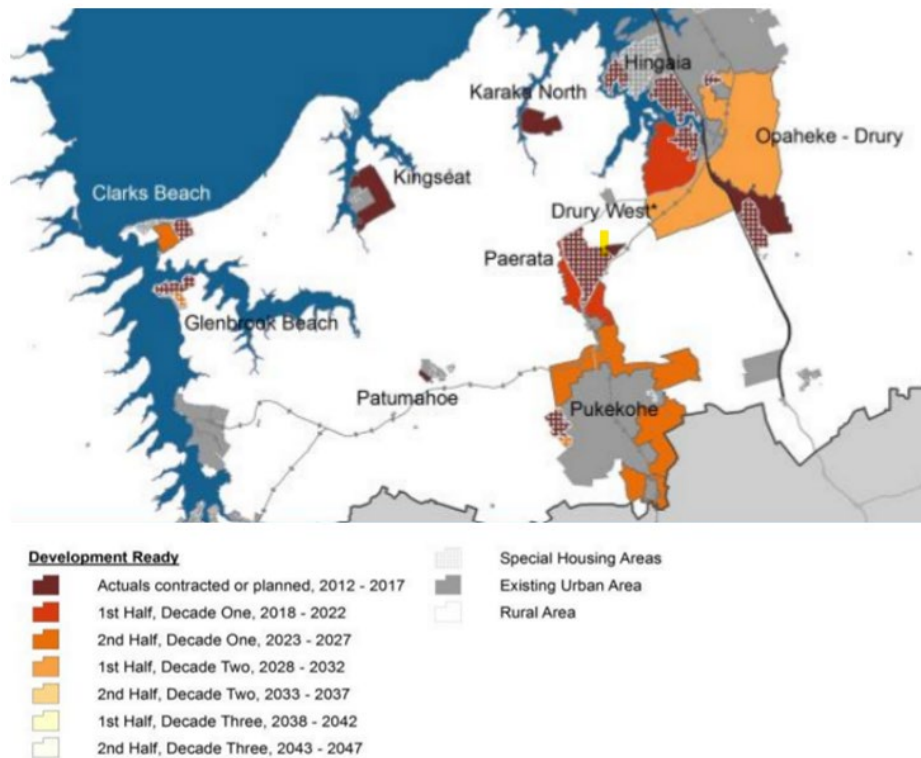 Hingaia
Karaka North
Opaheke - Drury
Kingseat
Clarks Beach
Drury West*
Paerata
Glenbrook Beach
Patumahoe
Pukekohe
Development Ready
Actuals contracted or planned, 2012 - 2017
1st Half, Decade One, 2018 - 2022
2nd Half, Decade One, 2023 - 2027
1st Half, Decade Two, 2028 - 2032
2nd Half, Decade Two, 2033 - 2037
1st Half, Decade Three, 2038 - 2042
2nd Half, Decade Three, 2043 - 2047
Special Housing Areas
Existing Urban Area
Rural Area